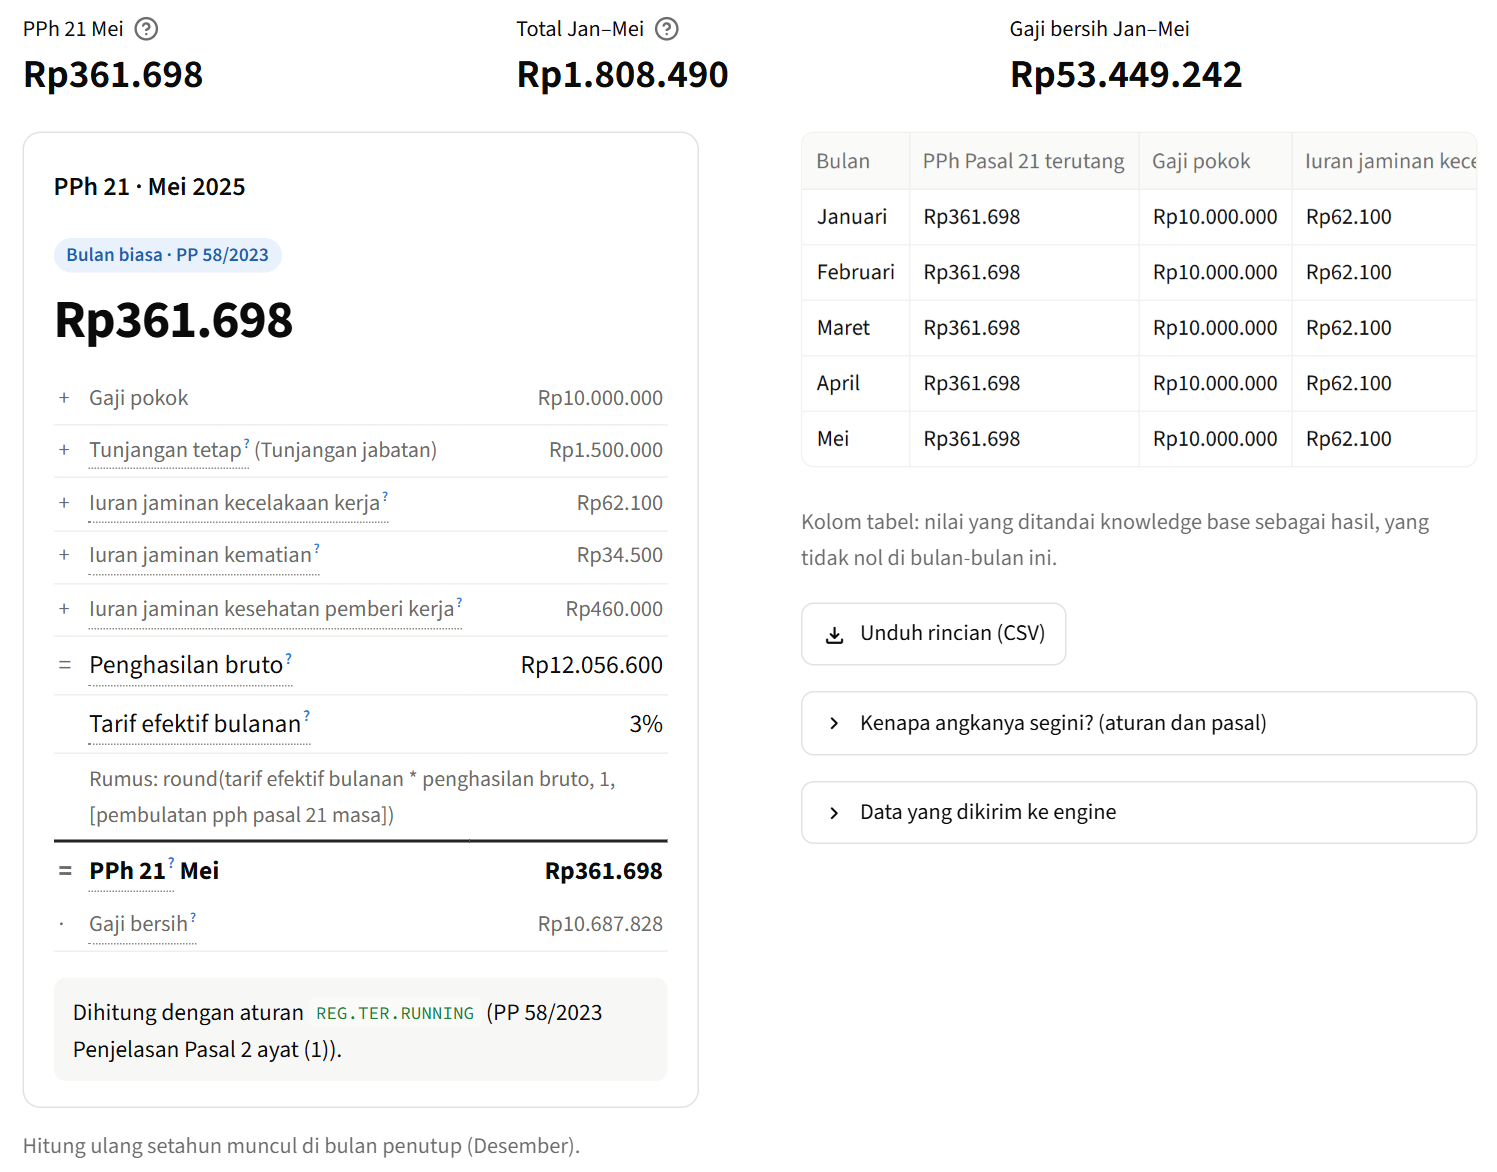 PPh 21 Mei ?
Rp361.698
Total Jan–Mei ?
Rp1.808.490
Gaji bersih Jan–Mei
Rp53.449.242
PPh 21 · Mei 2025
Bulan biasa · PP 58/2023
Rp361.698
+ Gaji pokok Rp10.000.000
+ Tunjangan tetap? (Tunjangan jabatan) Rp1.500.000
+ Iuran jaminan kecelakaan kerja? Rp62.100
+ Iuran jaminan kematian? Rp34.500
+ Iuran jaminan kesehatan pemberi kerja? Rp460.000
= Penghasilan bruto? Rp12.056.600
Tarif efektif bulanan? 3%
Rumus: round(tarif efektif bulanan * penghasilan bruto, 1,
[pembulatan pph pasal 21 masa])
= PPh 21? Mei Rp361.698
· Gaji bersih? Rp10.687.828
Dihitung dengan aturan REG.TER.RUNNING (PP 58/2023
Penjelasan Pasal 2 ayat (1)).
Hitung ulang setahun muncul di bulan penutup (Desember).
Bulan PPh Pasal 21 terutang Gaji pokok Iuran jaminan kece
Januari Rp361.698 Rp10.000.000 Rp62.100
Februari Rp361.698 Rp10.000.000 Rp62.100
Maret Rp361.698 Rp10.000.000 Rp62.100
April Rp361.698 Rp10.000.000 Rp62.100
Mei Rp361.698 Rp10.000.000 Rp62.100
Kolom tabel: nilai yang ditandai knowledge base sebagai hasil, yang
tidak nol di bulan-bulan ini.
Unduh rincian (CSV)
Kenapa angkanya segini? (aturan dan pasal)
Data yang dikirim ke engine